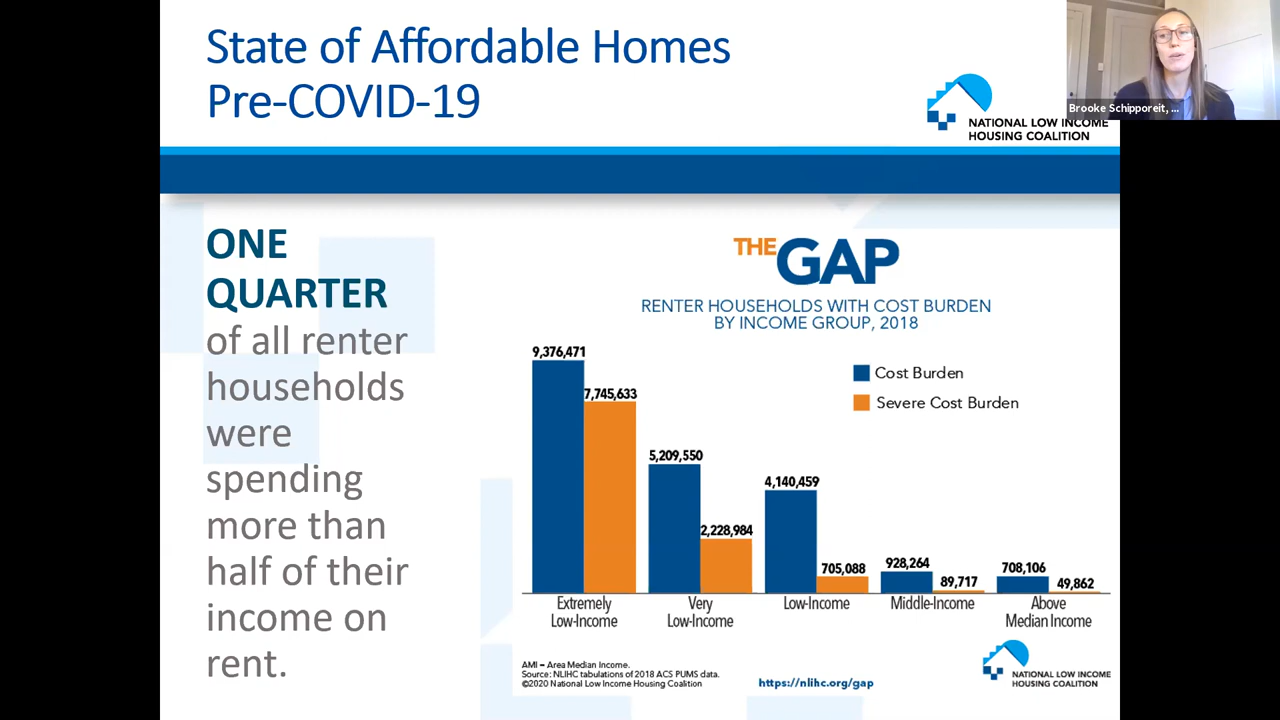 State of Affordable Homes
Pre-COVID-19
NATIONAL LOW INCOME
HOUSING COALITION
Brooke Schipporeit, ...
ONE
QUARTER
of all renter
households
were
spending
more than
half of their
income on
rent.
THE GAP
RENTER HOUSEHOLDS WITH COST BURDEN
BY INCOME GROUP, 2018
Cost Burden
Severe Cost Burden
9,376,471
7,745,633
5,209,550
2,228,984
4,140,459
705,088
928,264
89,717
708,106
49,862
Extremely
Low-Income
Very
Low-Income
Low-Income
Middle-Income
Above
Median Income
AMI = Area Median Income.
Source: NLIHC tabulations of 2018 ACS PUMS data.
©2020 National Low Income Housing Coalition
https://nlihc.org/gap
NATIONAL LOW INCOME
HOUSING COALITION